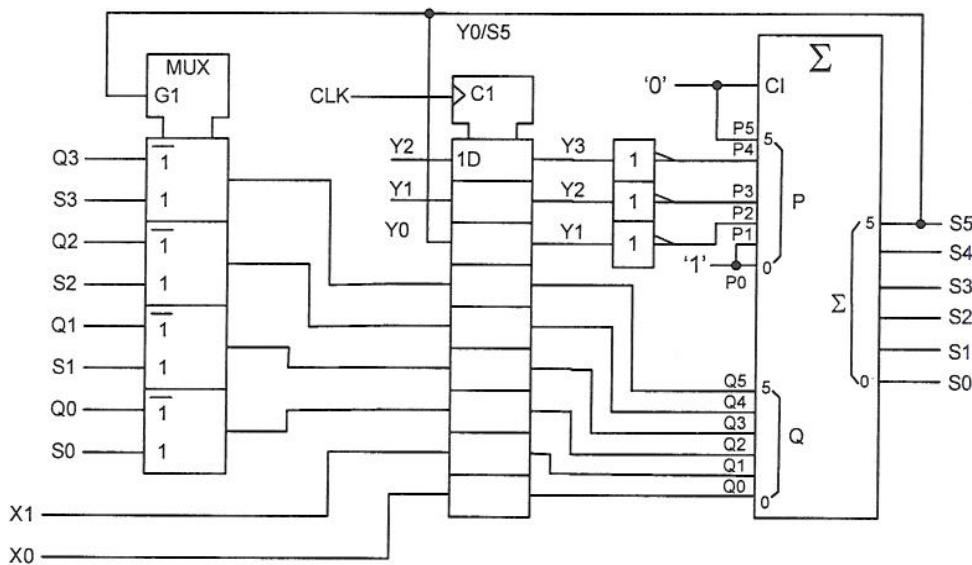 Y0/S5
Σ
MUX
G1
CLK
C1
'0'
CI
P5
5
P4
Q3
1
Y2
1D
Y3
1
S3
1
Y1
Y2
1
P3
P
P2
Q2
1
Y0
Y1
1
P1
5
S5
S4
S2
1
'1'
0
P0
S3
Σ
Q1
1
S2
S1
1
S1
0
S0
Q5
5
Q4
Q0
1
Q3
Q
Q2
S0
1
Q1
Q0
0
X1
X0